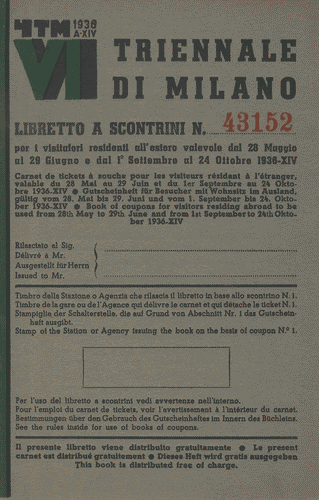 YTM 1936
A·XIV
VI TRIENNALE
DI MILANO
LIBRETTO A SCONTRINI N. 43152
per i visitatori residenti all'estero valevole dal 28 Maggio
al 29 Giugno e dal 1° Settembre al 24 Ottobre 1936-XIV
Carnet de tickets à souche pour les visiteurs résidant à l'étranger,
valable du 28 Mai au 29 Juin et du 1er Septembre au 24 Octo-
bre 1936-XIV ● Gutscheinheft für Besucher mit Wohnsitz im Ausland,
gültig vom 28. Mai bis 29. Juni und vom 1. September bis 24. Okto-
ber 1936-XIV ● Book of coupons for visitors residing abroad to be
used from 28th May to 29th June and from 1st September to 24th Octo-
ber 1936-XIV
Rilasciato al Sig.
Délivré à Mr.
Ausgestellt für Herrn
Issued to Mr.
Timbro dalla Stazione o Agenzia che rilascia il libretto in base allo scontrino N. 1.
Timbre de la gare ou de l'Agence qui délivre le carnet et qui détache le ticket N. 1.
Stampiglie der Schalterstelle, die auf Grund von Abschnitt Nr. 1 das Gutschein-
heft ausgibt.
Stamp of the Station or Agency issuing the book on the basis of coupon N.° 1.
Per l'uso del libretto a scontrini vedi avvertenze nell'interno.
Pour l'emploi du carnet de tickets, voir l'avertissement à l'intérieur du carnet.
Bestimmungen über den Gebrauch des Gutscheinheftes im Innern des Büchleins.
See the rules inside for use of books of coupons.
Il presente libretto viene distribuito gratuitamente ● Le present
carnet est distribué gratuitement ● Dieses Heft wird gratis ausgegeben
This book is distributed free of charge.